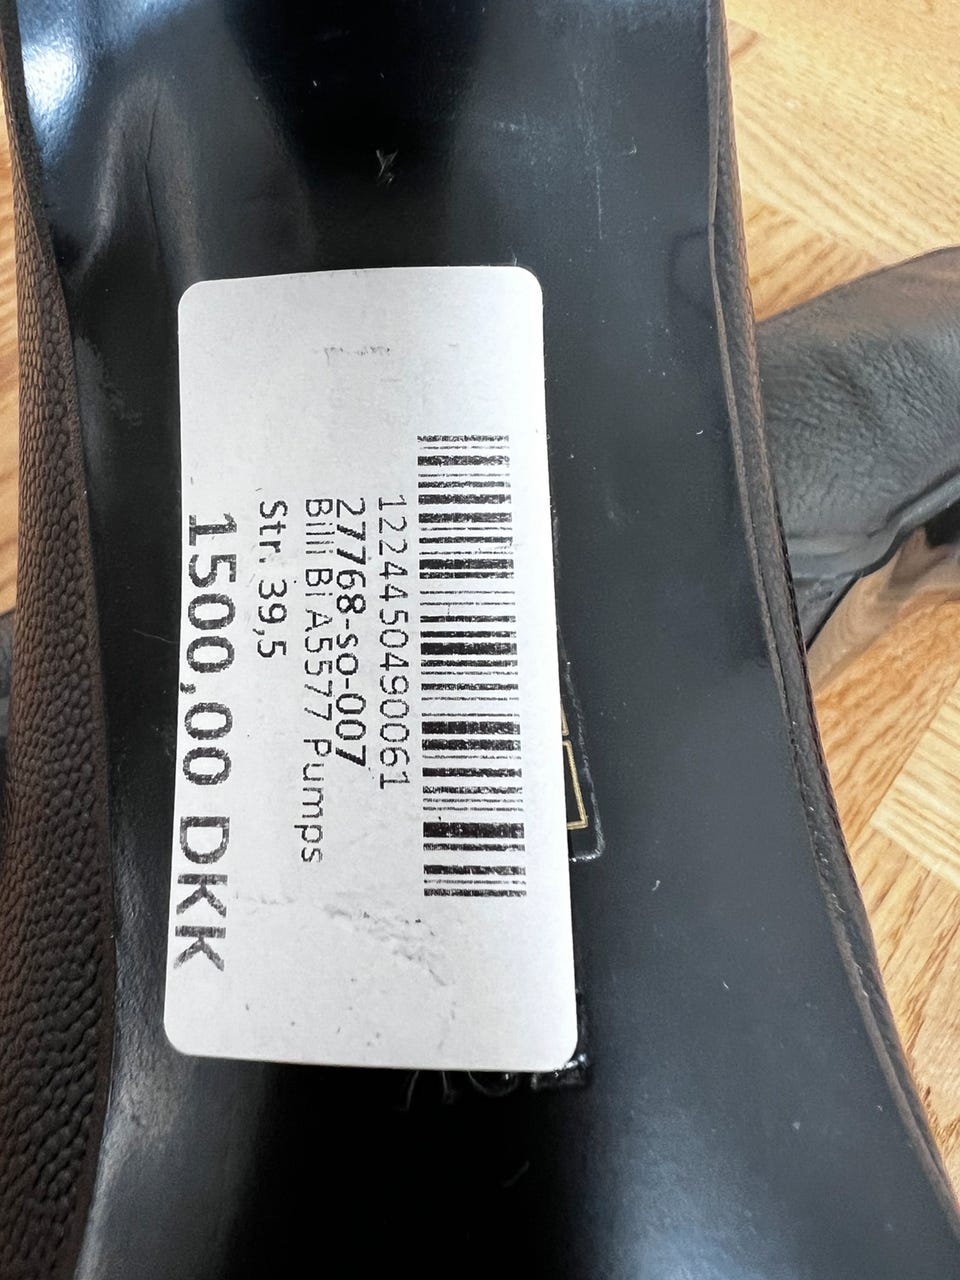 1224450490061
27768-so-007
Billi Bi A5577 Pumps
Str. 39,5
1500,00 DKK